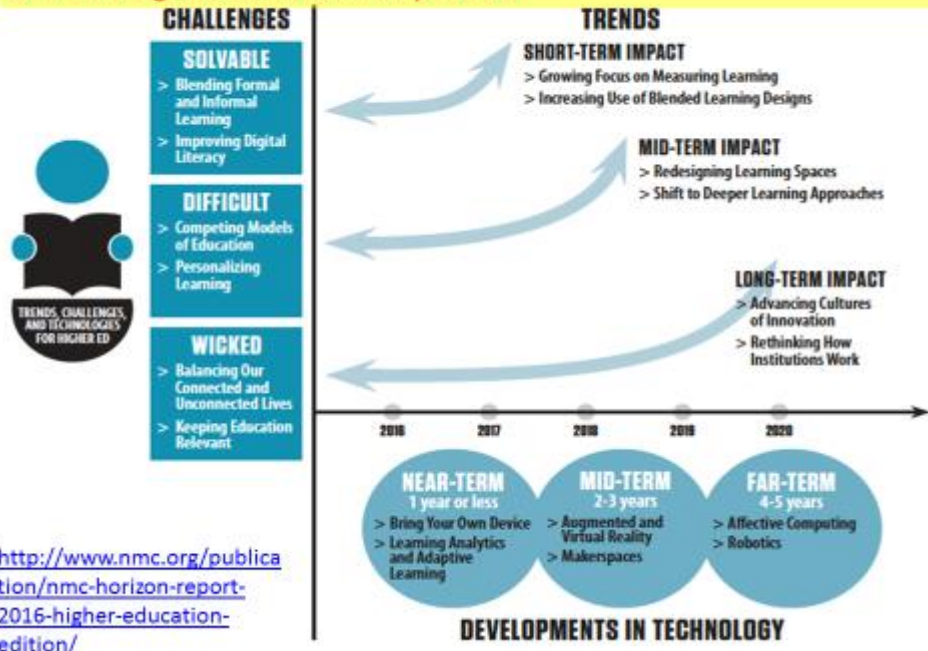 CHALLENGES
SOLVABLE
> Blending Formal
and Informal
Learning
> Improving Digital
Literacy
DIFFICULT
> Competing Models
of Education
> Personalizing
Learning
WICKED
> Balancing Our
Connected and
Unconnected Lives
> Keeping Education
Relevant
TRENDS, CHALLENGES,
AND TECHNOLOGIES
FOR HIGHER ED
TRENDS
SHORT-TERM IMPACT
> Growing Focus on Measuring Learning
> Increasing Use of Blended Learning Designs
MID-TERM IMPACT
> Redesigning Learning Spaces
> Shift to Deeper Learning Approaches
LONG-TERM IMPACT
> Advancing Cultures
of Innovation
> Rethinking How
Institutions Work
2016 2017 2018 2019 2020
NEAR-TERM
1 year or less
> Bring Your Own Device
> Learning Analytics
and Adaptive
Learning
MID-TERM
2-3 years
> Augmented and
Virtual Reality
> Makerspaces
FAR-TERM
4-5 years
> Affective Computing
> Robotics
DEVELOPMENTS IN TECHNOLOGY
http://www.nmc.org/publica
tion/nmc-horizon-report-
2016-higher-education-
edition/